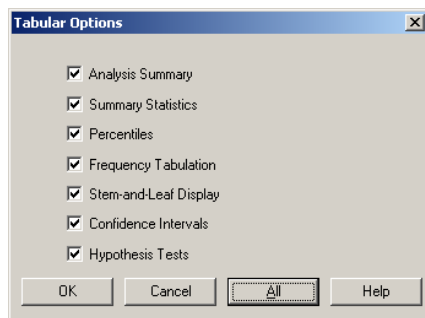 Tabular Options
Analysis Summary
Summary Statistics
Percentiles
Frequency Tabulation
Stem-and-Leaf Display
Confidence Intervals
Hypothesis Tests
OK Cancel All Help